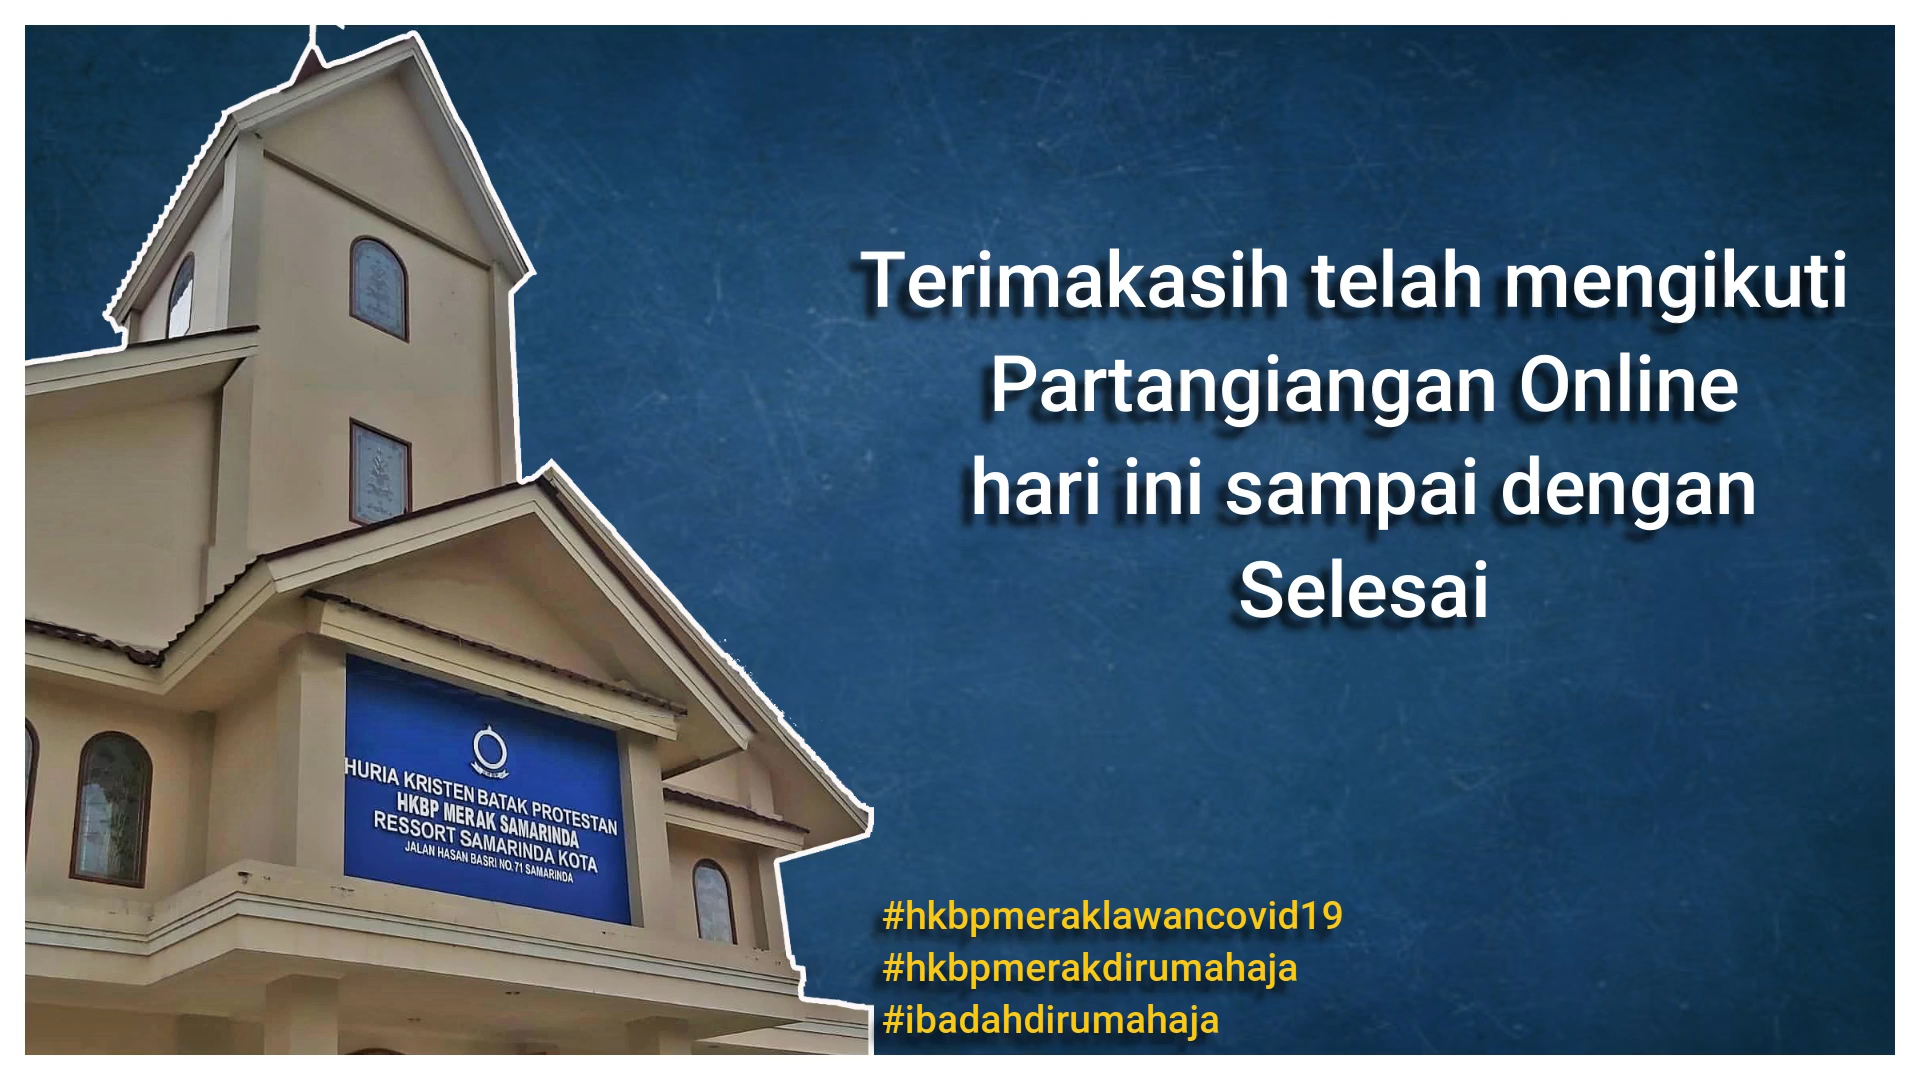 Terimakasih telah mengikuti
Partangiangan Online
hari ini sampai dengan
Selesai
HURIA KRISTEN BATAK PROTESTAN
HKBP MERAK SAMARINDA
RESSORT SAMARINDA KOTA
JALAN HASAN BASRI NO.71 SAMARINDA
#hkbpmeraklawancovid19
#hkbpmerakdirumahaja
#ibadahdirumahaja